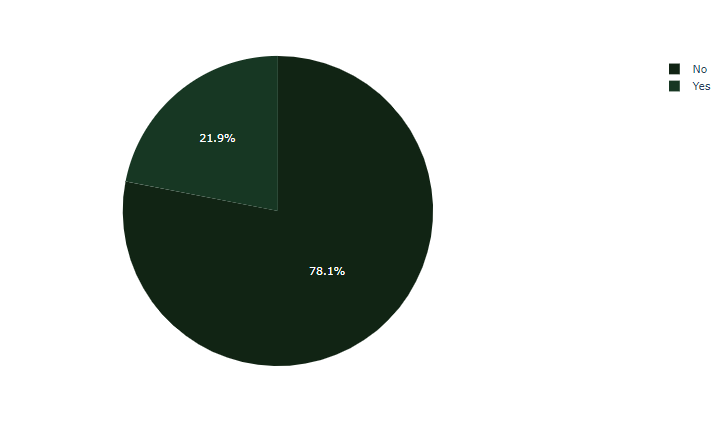 No
Yes
21.9%
78.1%